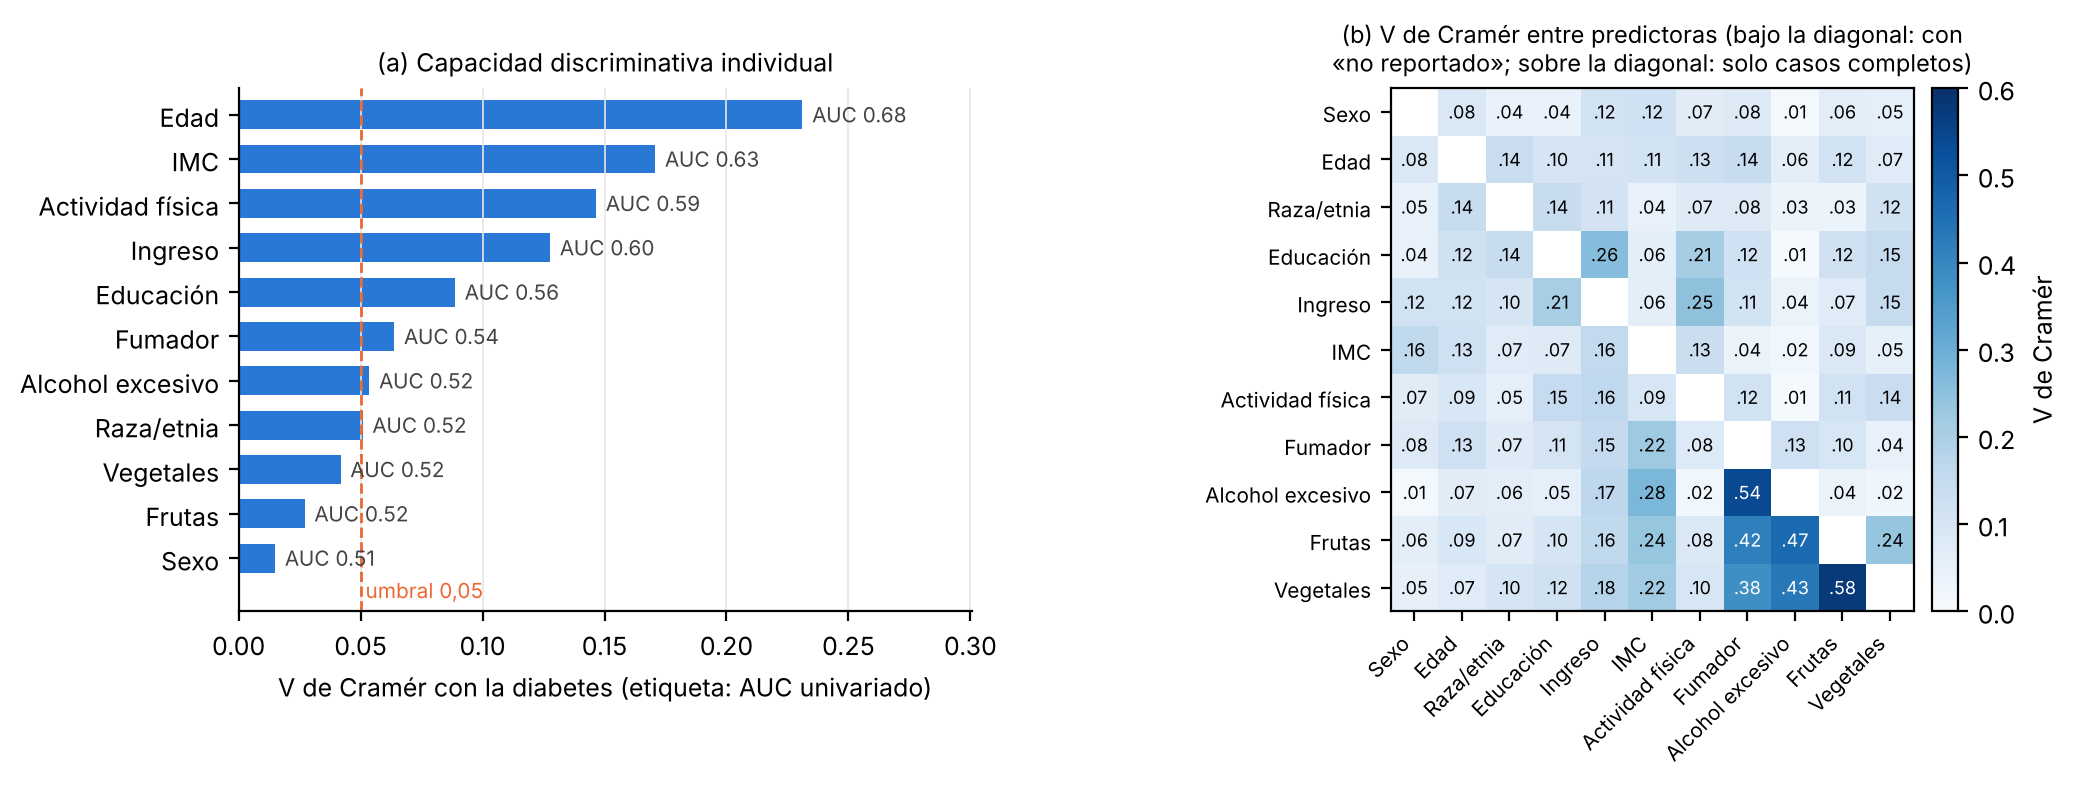 (a) Capacidad discriminativa individual
Edad
AUC 0.68
IMC
AUC 0.63
Actividad física
AUC 0.59
Ingreso
AUC 0.60
Educación
AUC 0.56
Fumador
AUC 0.54
Alcohol excesivo
AUC 0.52
Raza/etnia
AUC 0.52
Vegetales
AUC 0.52
Frutas
AUC 0.52
Sexo
AUC 0.51
umbral 0,05
0.00 0.05 0.10 0.15 0.20 0.25 0.30
V de Cramér con la diabetes (etiqueta: AUC univariado)
(b) V de Cramér entre predictoras (bajo la diagonal: con
«no reportado»; sobre la diagonal: solo casos completos)
Sexo .08 .04 .04 .12 .12 .07 .08 .01 .06 .05
Edad .08 .14 .10 .11 .11 .13 .14 .06 .12 .07
Raza/etnia .05 .14 .14 .11 .04 .07 .08 .03 .03 .12
Educación .04 .12 .14 .26 .06 .21 .12 .01 .12 .15
Ingreso .12 .12 .10 .21 .06 .25 .11 .04 .07 .15
IMC .16 .13 .07 .07 .16 .13 .04 .02 .09 .05
Actividad física .07 .09 .05 .15 .16 .09 .12 .01 .11 .14
Fumador .08 .13 .07 .11 .15 .22 .08 .13 .10 .04
Alcohol excesivo .01 .07 .06 .05 .17 .28 .02 .54 .04 .02
Frutas .06 .09 .07 .10 .16 .24 .08 .42 .47 .24
Vegetales .05 .07 .10 .12 .18 .22 .10 .38 .43 .58
Sexo
Edad
Raza/etnia
Educación
Ingreso
IMC
Actividad física
Fumador
Alcohol excesivo
Frutas
Vegetales
0.6
0.5
0.4
0.3
0.2
0.1
0.0
V de Cramér